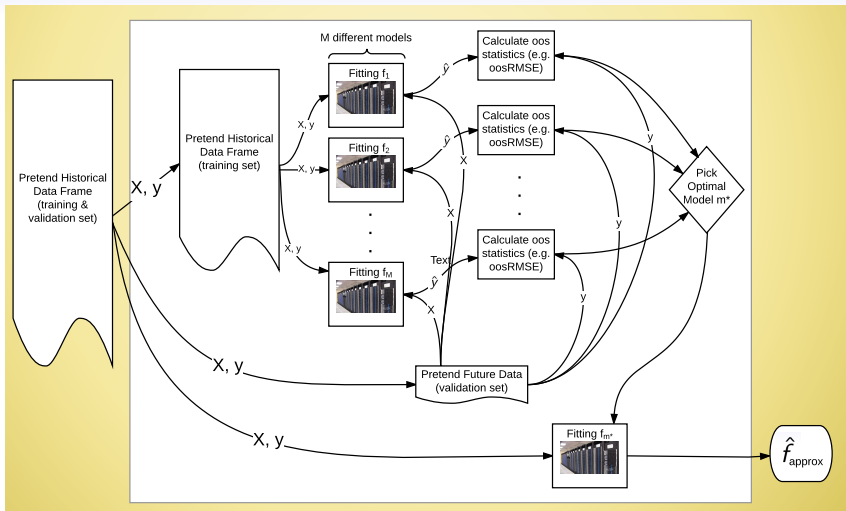 M different models
Pretend Historical
Data Frame
(training &
validation set)
X, y
Pretend Historical
Data Frame
(training set)
X, y
X, y
X, y
Fitting f1
Fitting f2
.
.
.
Fitting fM
ŷ
ŷ
Text
ŷ
X
X
X
Calculate oos
statistics (e.g.
oosRMSE)
Calculate oos
statistics (e.g.
oosRMSE)
.
.
.
Calculate oos
statistics (e.g.
oosRMSE)
y
y
y
Pick
Optimal
Model m*
X, y
Pretend Future Data
(validation set)
X, y
Fitting fm*
f̂approx